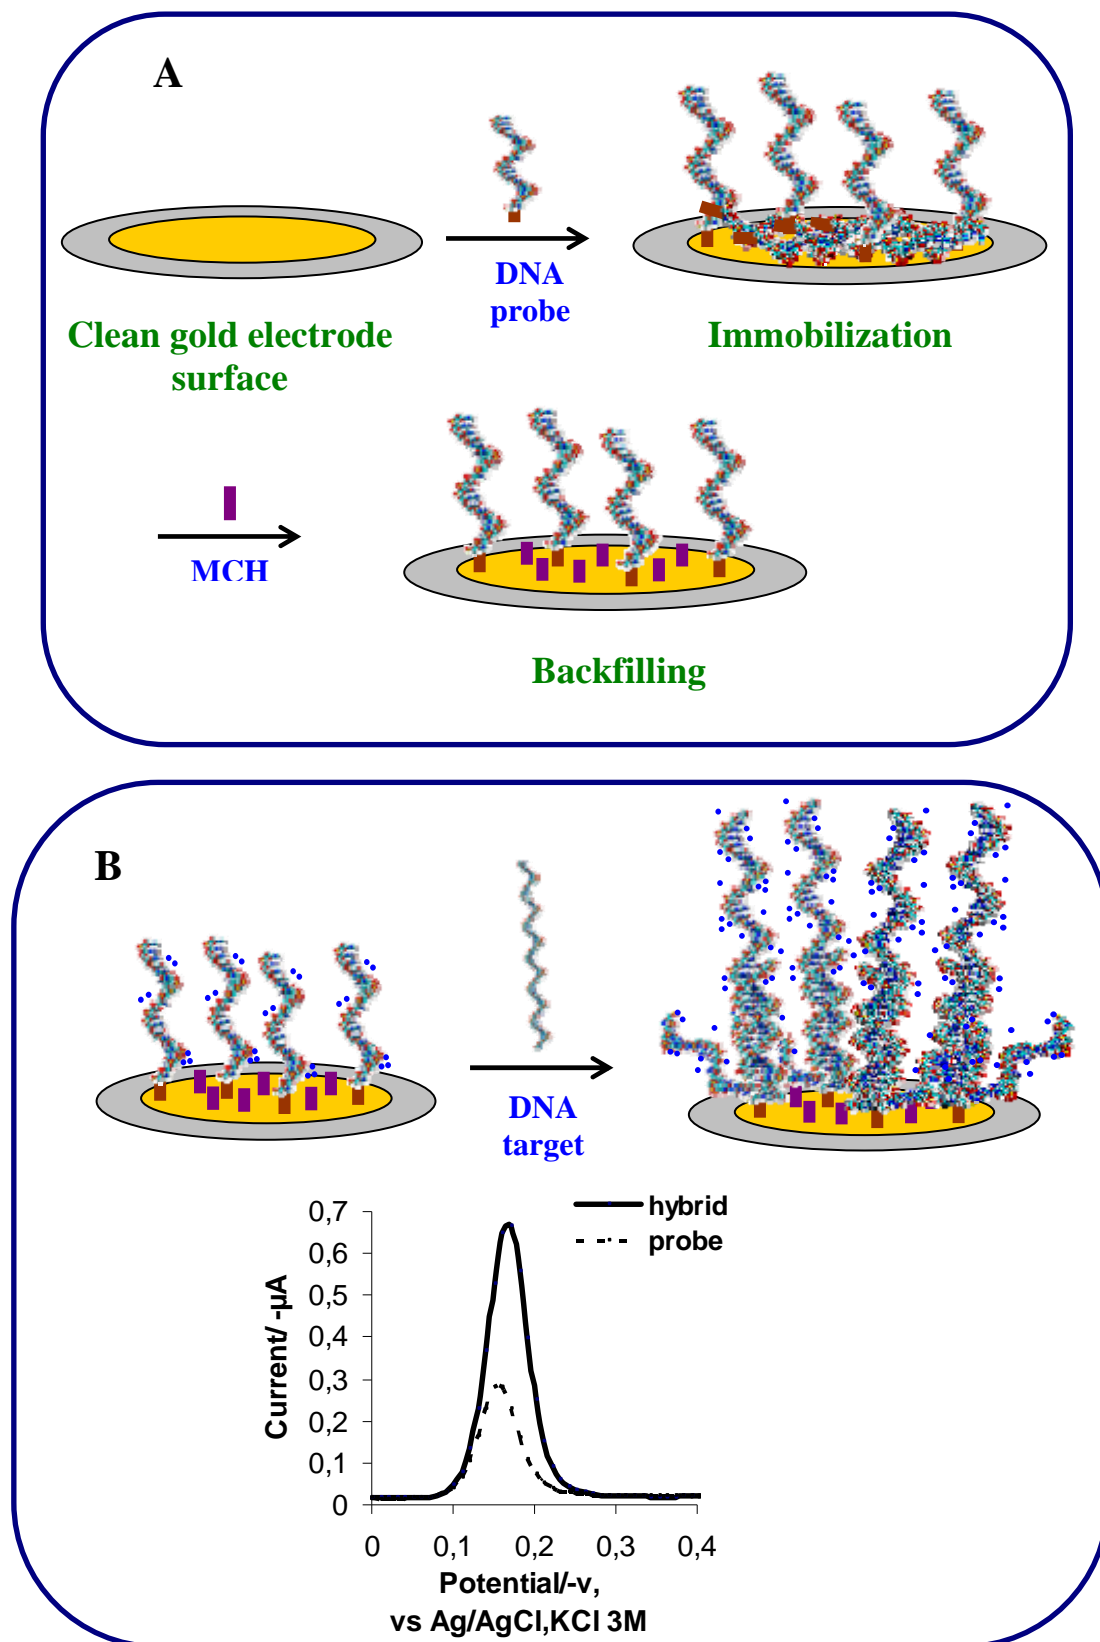 A
DNA
probe
Clean gold electrode
surface
Immobilization
MCH
Backfilling
B
DNA
target
hybrid
probe
0,7
0,6
0,5
0,4
0,3
0,2
0,1
0
Current/ -µA
0 0,1 0,2 0,3 0,4
Potential/-v,
vs Ag/AgCl,KCl 3M